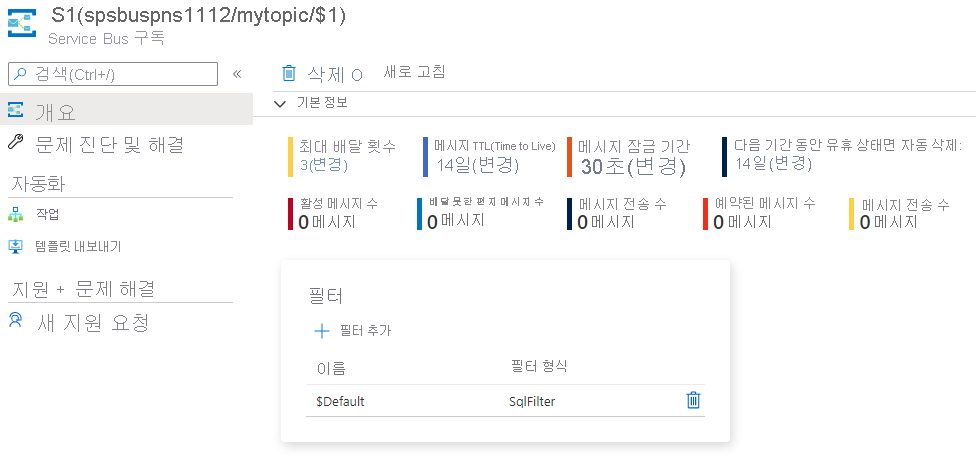 S1(spsbuspns1112/mytopic/$1)
Service Bus 구독
검색(Ctrl+/)
«
삭제
새로 고침
개요
기본 정보
문제 진단 및 해결
최대 배달 횟수
3(변경)
메시지 TTL(Time to Live)
14일(변경)
메시지 잠금 기간
30초(변경)
다음 기간 동안 유휴 상태면 자동 삭제:
14일(변경)
자동화
작업
템플릿 내보내기
활성 메시지 수
0 메시지
배달 못한 편지 메시지 수
0 메시지
메시지 전송 수
0 메시지
예약된 메시지 수
0 메시지
메시지 전송 수
0 메시지
지원 + 문제 해결
새 지원 요청
필터
필터 추가
이름
필터 형식
$Default
SqlFilter